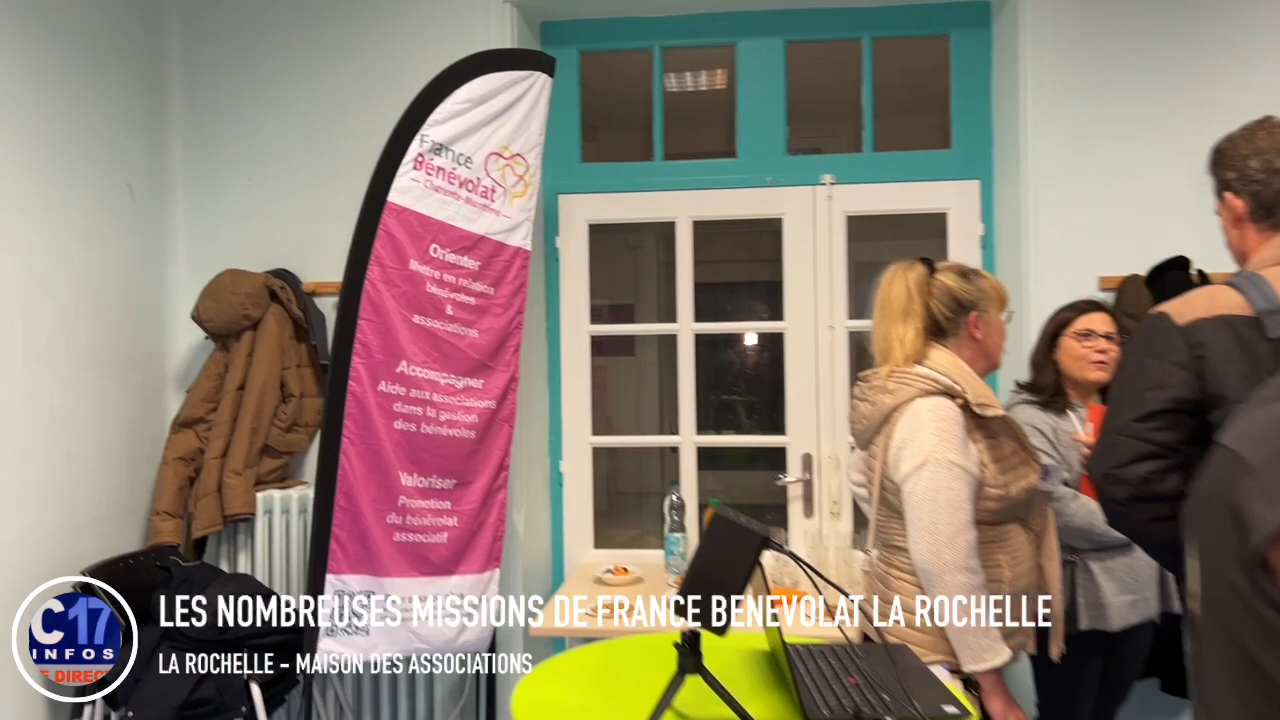 France
Bénévolat
Charente-Maritime
Orienter
Mettre en relation
bénévoles
&
associations
Accompagner
Aide aux associations
dans la gestion
des bénévoles
Valoriser
Promotion
du bénévolat
associatif
LES NOMBREUSES MISSIONS DE FRANCE BENEVOLAT LA ROCHELLE
LA ROCHELLE - MAISON DES ASSOCIATIONS
C17
INFOS
DIREC